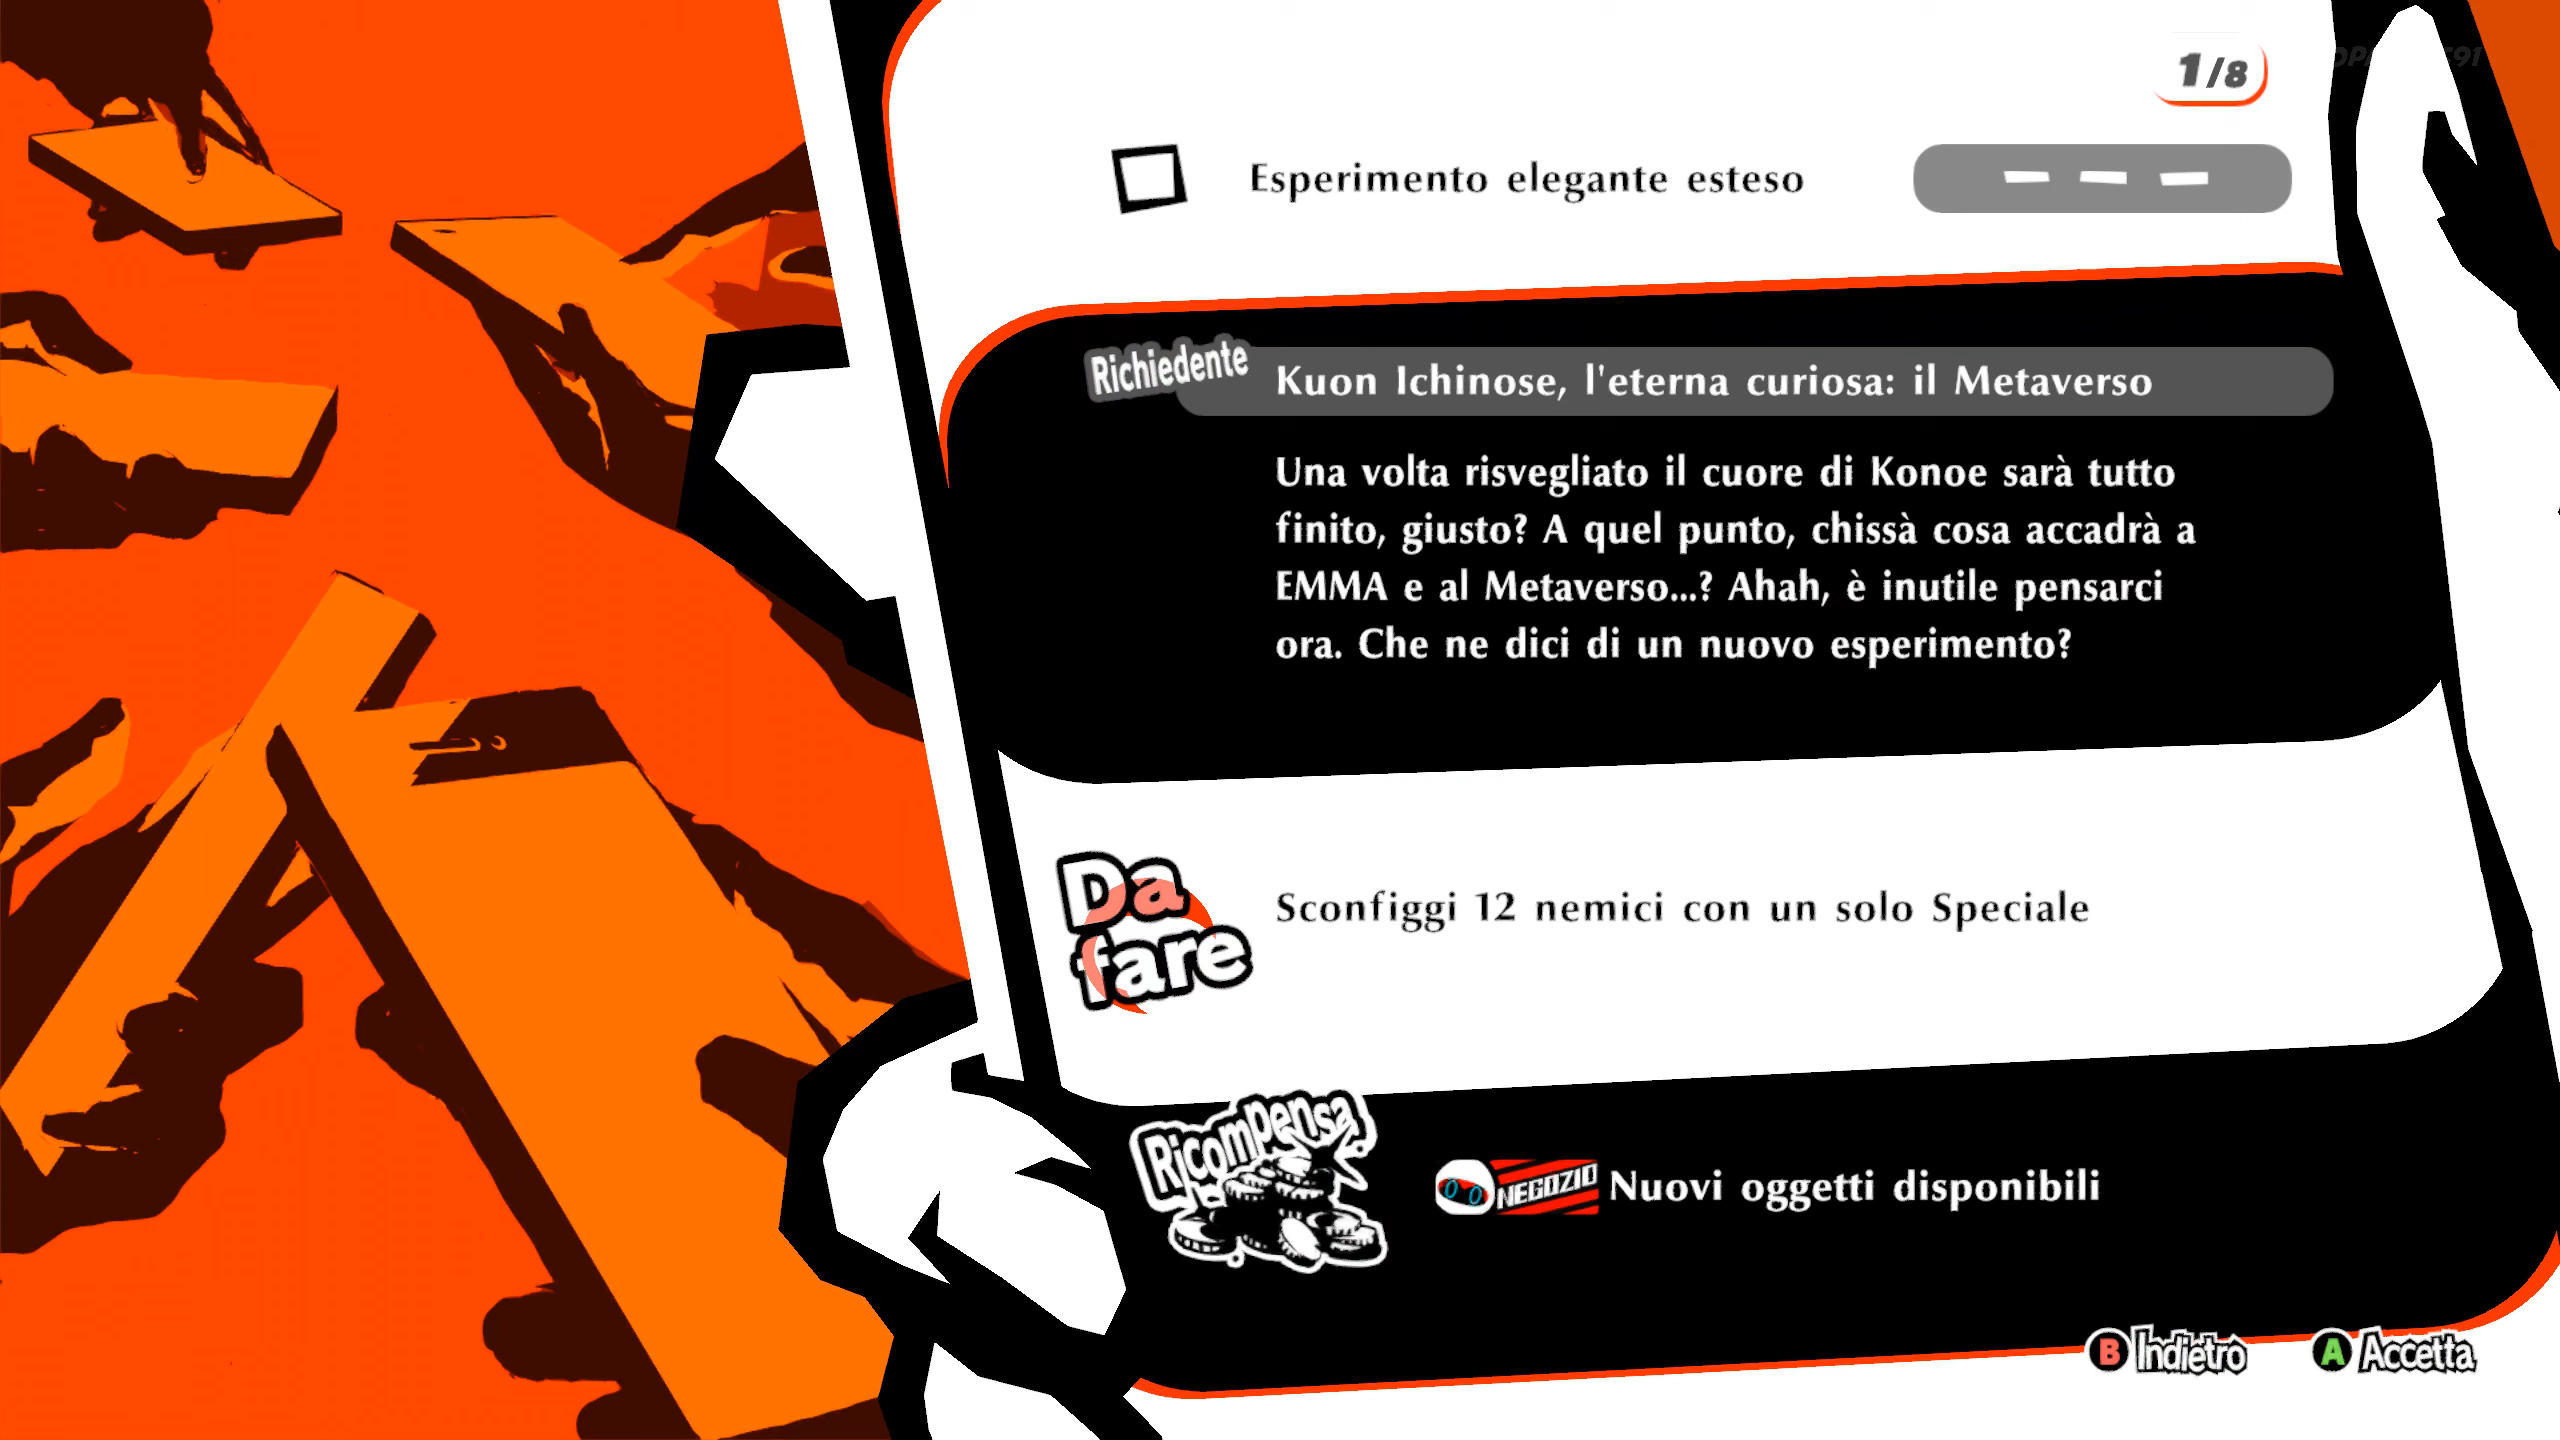 1/8
Esperimento elegante esteso
Richiedente
Kuon Ichinose, l'eterna curiosa: il Metaverso
Una volta risvegliato il cuore di Konoe sarà tutto
finito, giusto? A quel punto, chissà cosa accadrà a
EMMA e al Metaverso...? Ahah, è inutile pensarci
ora. Che ne dici di un nuovo esperimento?
Da
fare
Sconfiggi 12 nemici con un solo Speciale
Ricompensa
NEGOZIO Nuovi oggetti disponibili
B Indietro
A Accetta